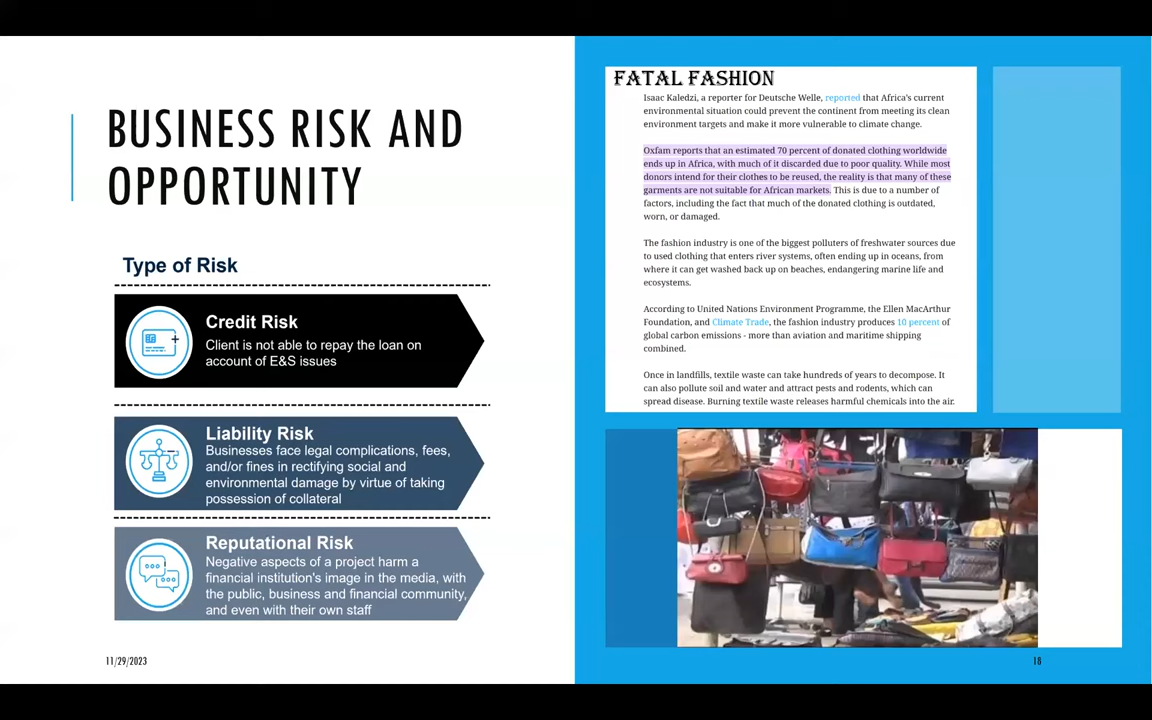 BUSINESS RISK AND
OPPORTUNITY
Type of Risk
Credit Risk
Client is not able to repay the loan on
account of E&S issues
Liability Risk
Businesses face legal complications, fees,
and/or fines in rectifying social and
environmental damage by virtue of taking
possession of collateral
Reputational Risk
Negative aspects of a project harm a
financial institution's image in the media, with
the public, business and financial community,
and even with their own staff
11/29/2023
FATAL FASHION
Isaac Kaledzi, a reporter for Deutsche Welle, reported that Africa's current
environmental situation could prevent the continent from meeting its clean
environment targets and make it more vulnerable to climate change.
Oxfam reports that an estimated 70 percent of donated clothing worldwide
ends up in Africa, with much of it discarded due to poor quality. While most
donors intend for their clothes to be reused, the reality is that many of these
garments are not suitable for African markets. This is due to a number of
factors, including the fact that much of the donated clothing is outdated,
worn, or damaged.
The fashion industry is one of the biggest polluters of freshwater sources due
to used clothing that enters river systems, often ending up in oceans, from
where it can get washed back up on beaches, endangering marine life and
ecosystems.
According to United Nations Environment Programme, the Ellen MacArthur
Foundation, and Climate Trade, the fashion industry produces 10 percent of
global carbon emissions - more than aviation and maritime shipping
combined.
Once in landfills, textile waste can take hundreds of years to decompose. It
can also pollute soil and water and attract pests and rodents, which can
spread disease. Burning textile waste releases harmful chemicals into the air.
18